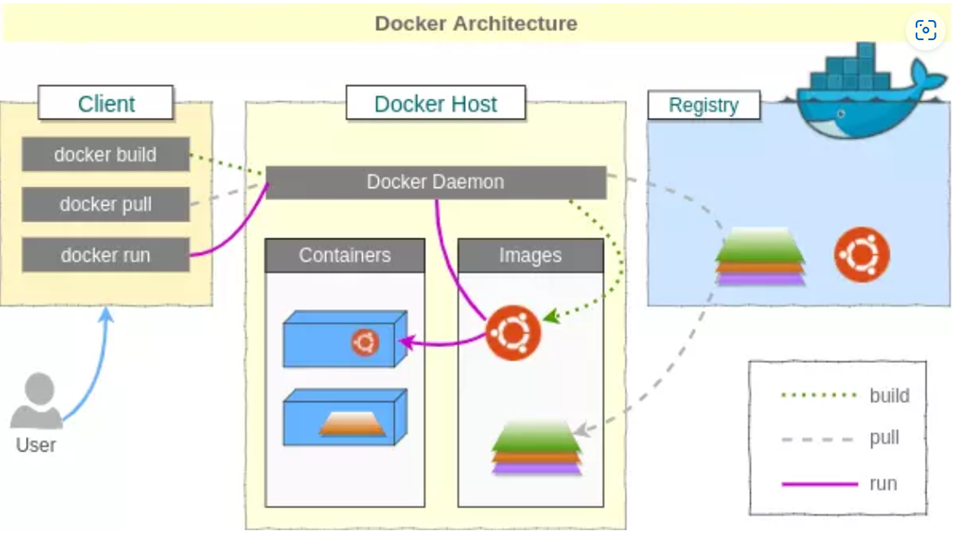 Docker Architecture
Client
docker build
docker pull
docker run
User
Docker Host
Docker Daemon
Containers
Images
Registry
build
pull
run